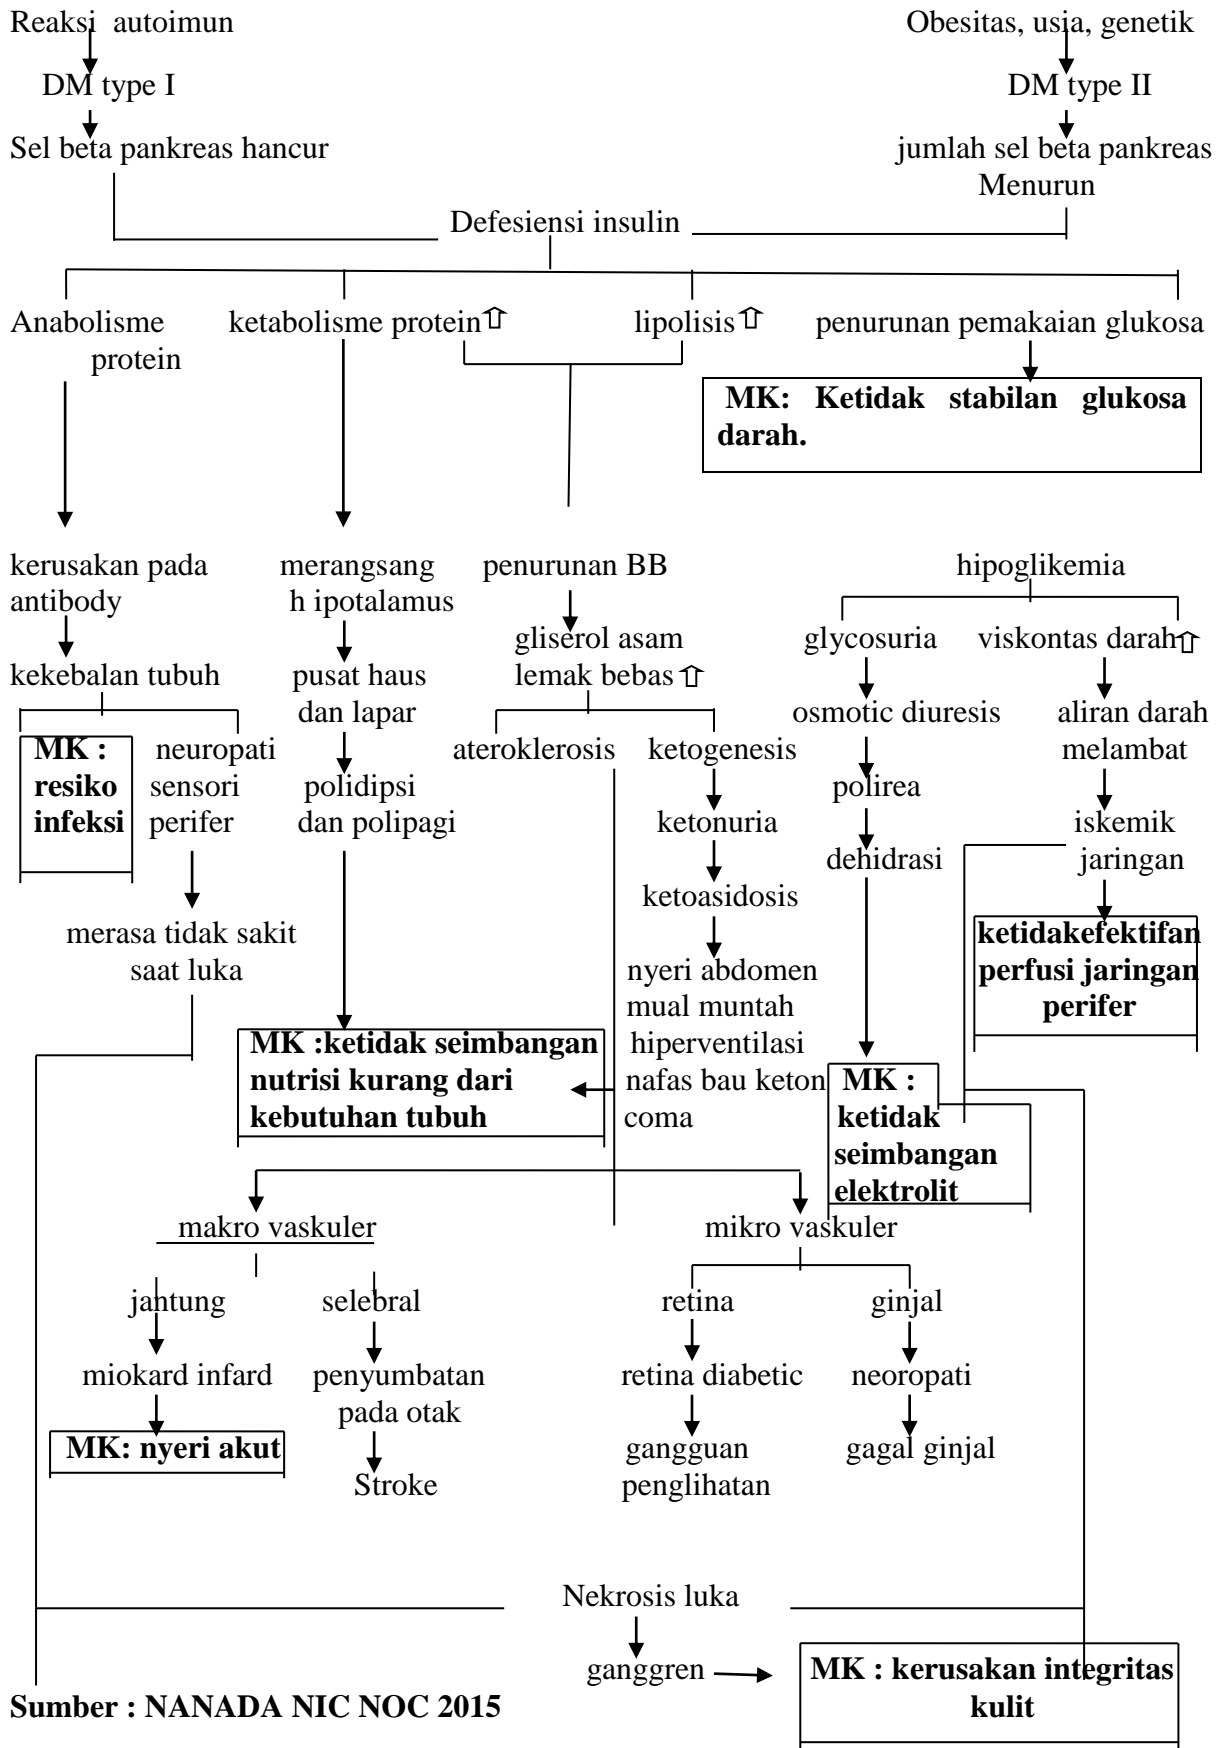 Reaksi autoimun
Obesitas, usia, genetik
DM type I
DM type II
Sel beta pankreas hancur
jumlah sel beta pankreas
Menurun
Defesiensi insulin
Anabolisme
protein
ketabolisme protein
lipolisis
penurunan pemakaian glukosa
MK: Ketidak stabilan glukosa
darah.
kerusakan pada
antibody
merangsang
h ipotalamus
penurunan BB
hipoglikemia
kekebalan tubuh
pusat haus
dan lapar
gliserol asam
lemak bebas
glycosuria
viskontas darah
MK :
resiko
infeksi
neuropati
sensori
perifer
polidipsi
dan polipagi
ateroklerosis
ketogenesis
osmotic diuresis
aliran darah
melambat
ketonuria
polirea
iskemik
jaringan
dehidrasi
ketoasidosis
merasa tidak sakit
saat luka
nyeri abdomen
mual muntah
hiperventilasi
nafas bau keton
coma
ketidakefektifan
perfusi jaringan
perifer
MK :ketidak seimbangan
nutrisi kurang dari
kebutuhan tubuh
MK :
ketidak
seimbangan
elektrolit
makro vaskuler
mikro vaskuler
jantung
selebral
retina
ginjal
miokard infard
penyumbatan
pada otak
retina diabetic
neoropati
MK: nyeri akut
Stroke
gangguan
penglihatan
gagal ginjal
Nekrosis luka
ganggren
MK : kerusakan integritas
kulit
Sumber : NANADA NIC NOC 2015